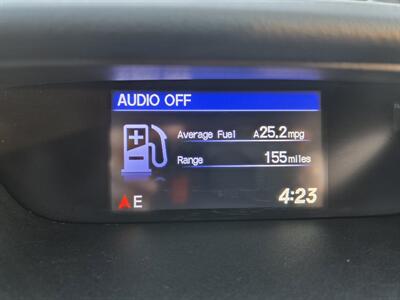 AUDIO OFF
Average Fuel A25.2mpg
Range 155miles
E 4:23